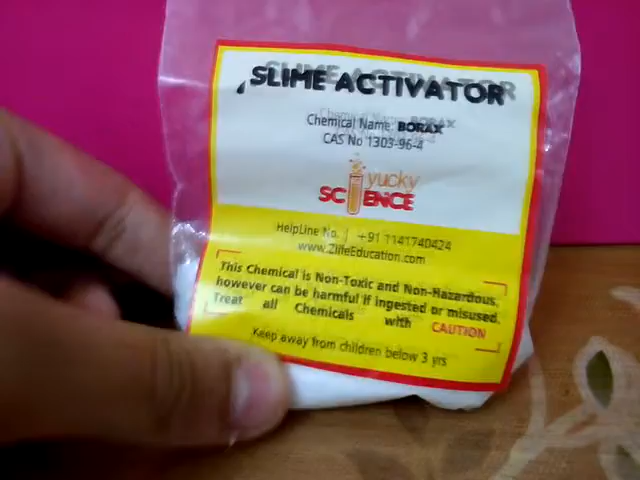 SLIME ACTIVATOR
Chemical Name: BORAX
CAS No 1303-96-4
yucky
SCIENCE
HelpLine No. | +91 1141740424
www.ZlifeEducation.com
This Chemical is Non-Toxic and Non-Hazardous,
however can be harmful if ingested or misused.
Treat all Chemicals with CAUTION
Keep away from children below 3 yrs